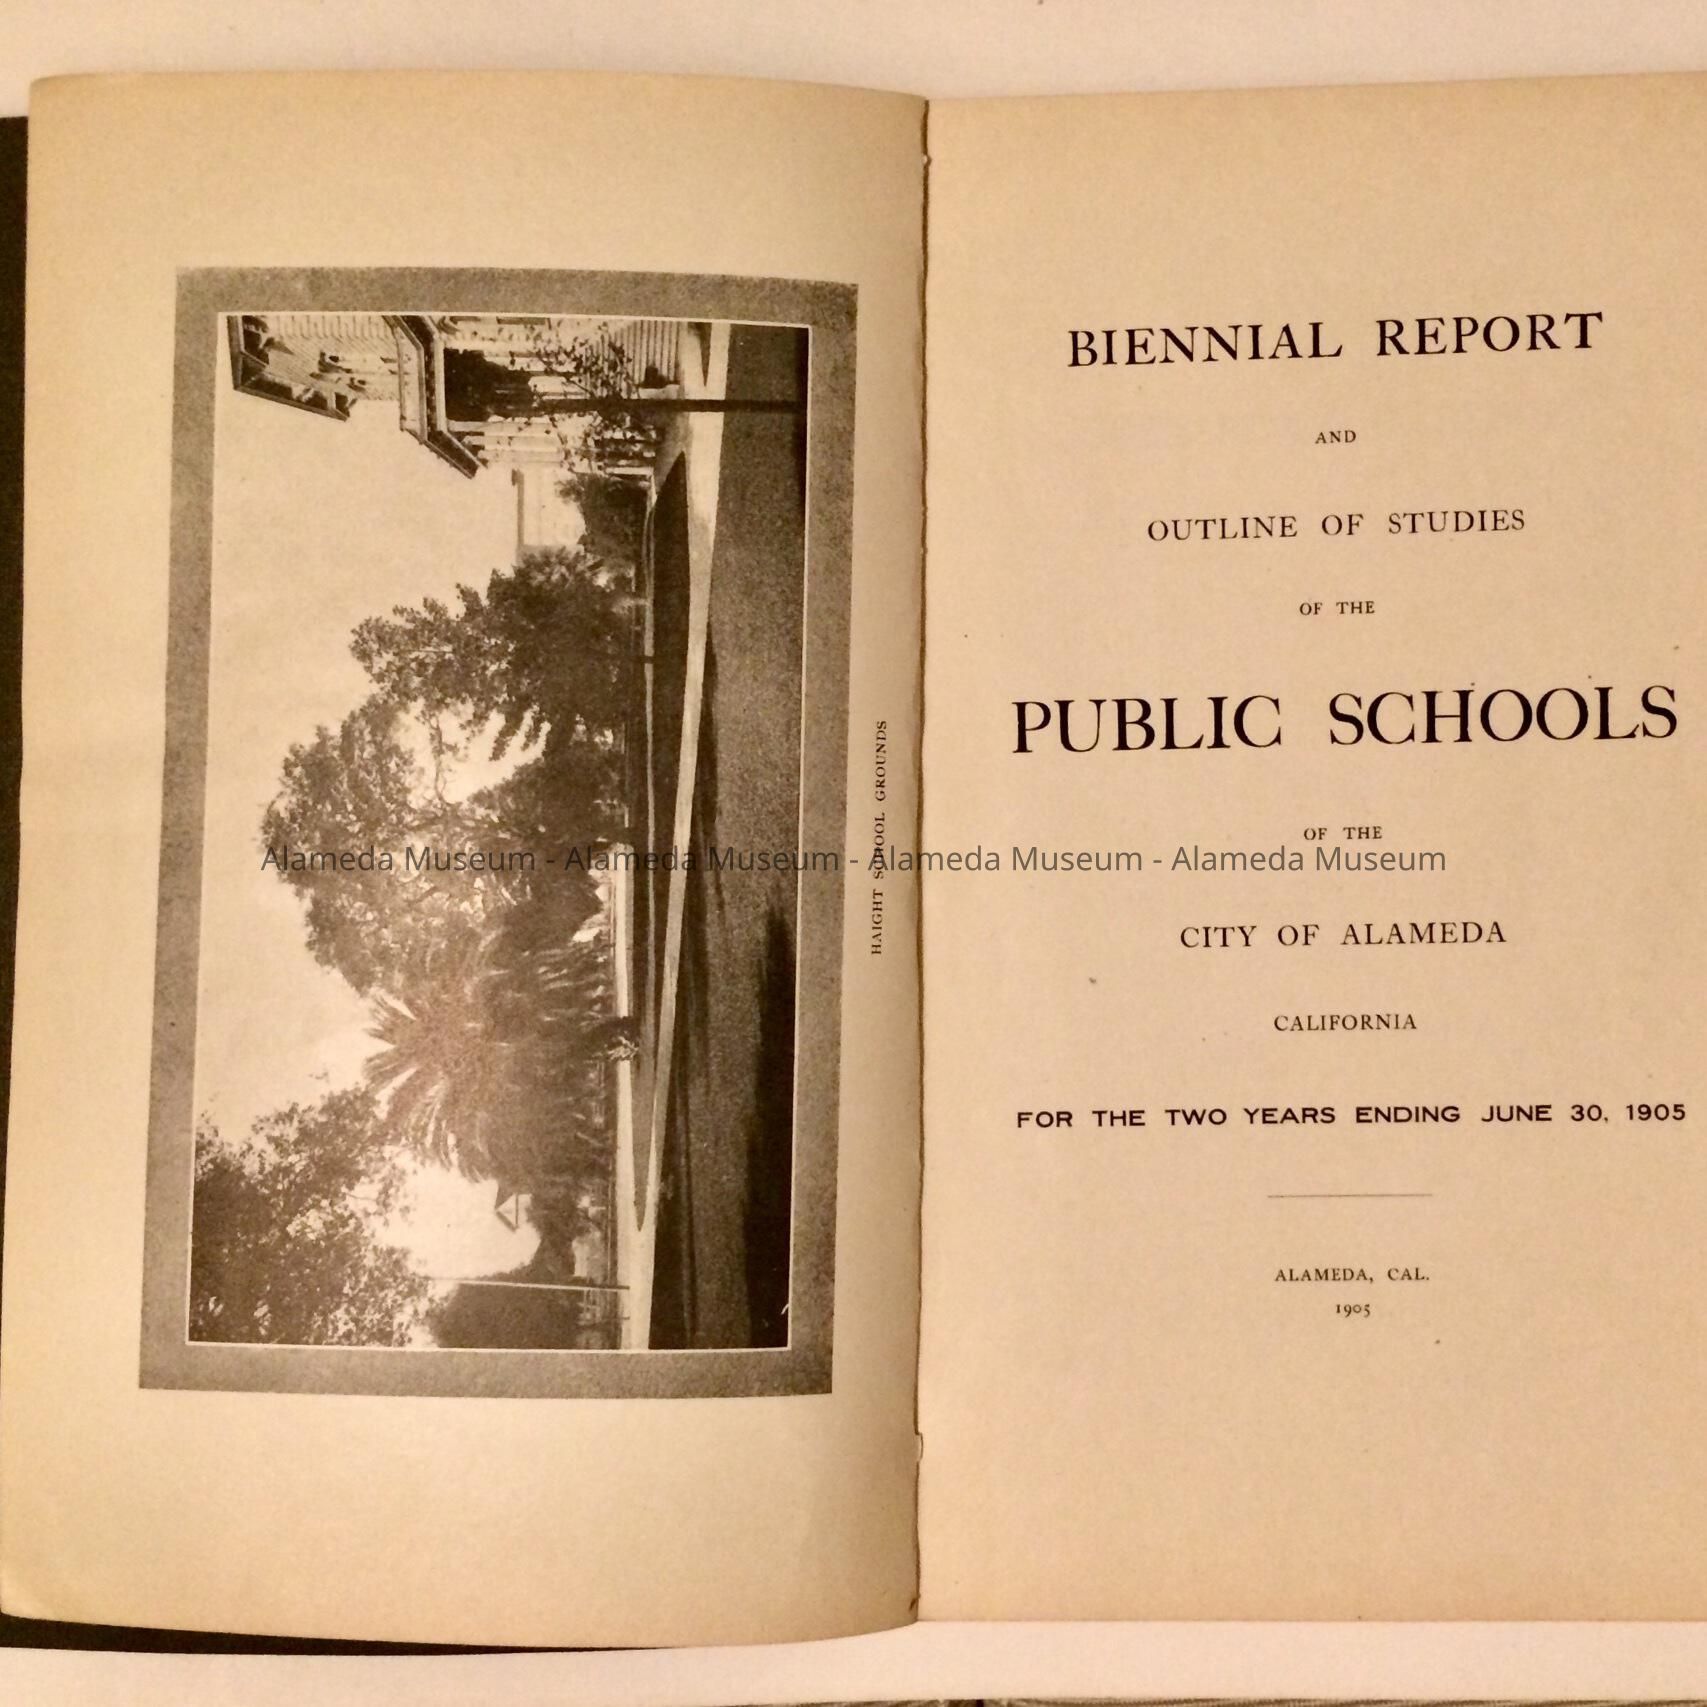 HAIGHT SCHOOL GROUNDS
BIENNIAL REPORT
AND
OUTLINE OF STUDIES
OF THE
PUBLIC SCHOOLS
OF THE
Alameda Museum - Alameda Museum - Alameda Museum - Alameda Museum
CITY OF ALAMEDA
CALIFORNIA
FOR THE TWO YEARS ENDING JUNE 30, 1905
ALAMEDA, CAL.
1905